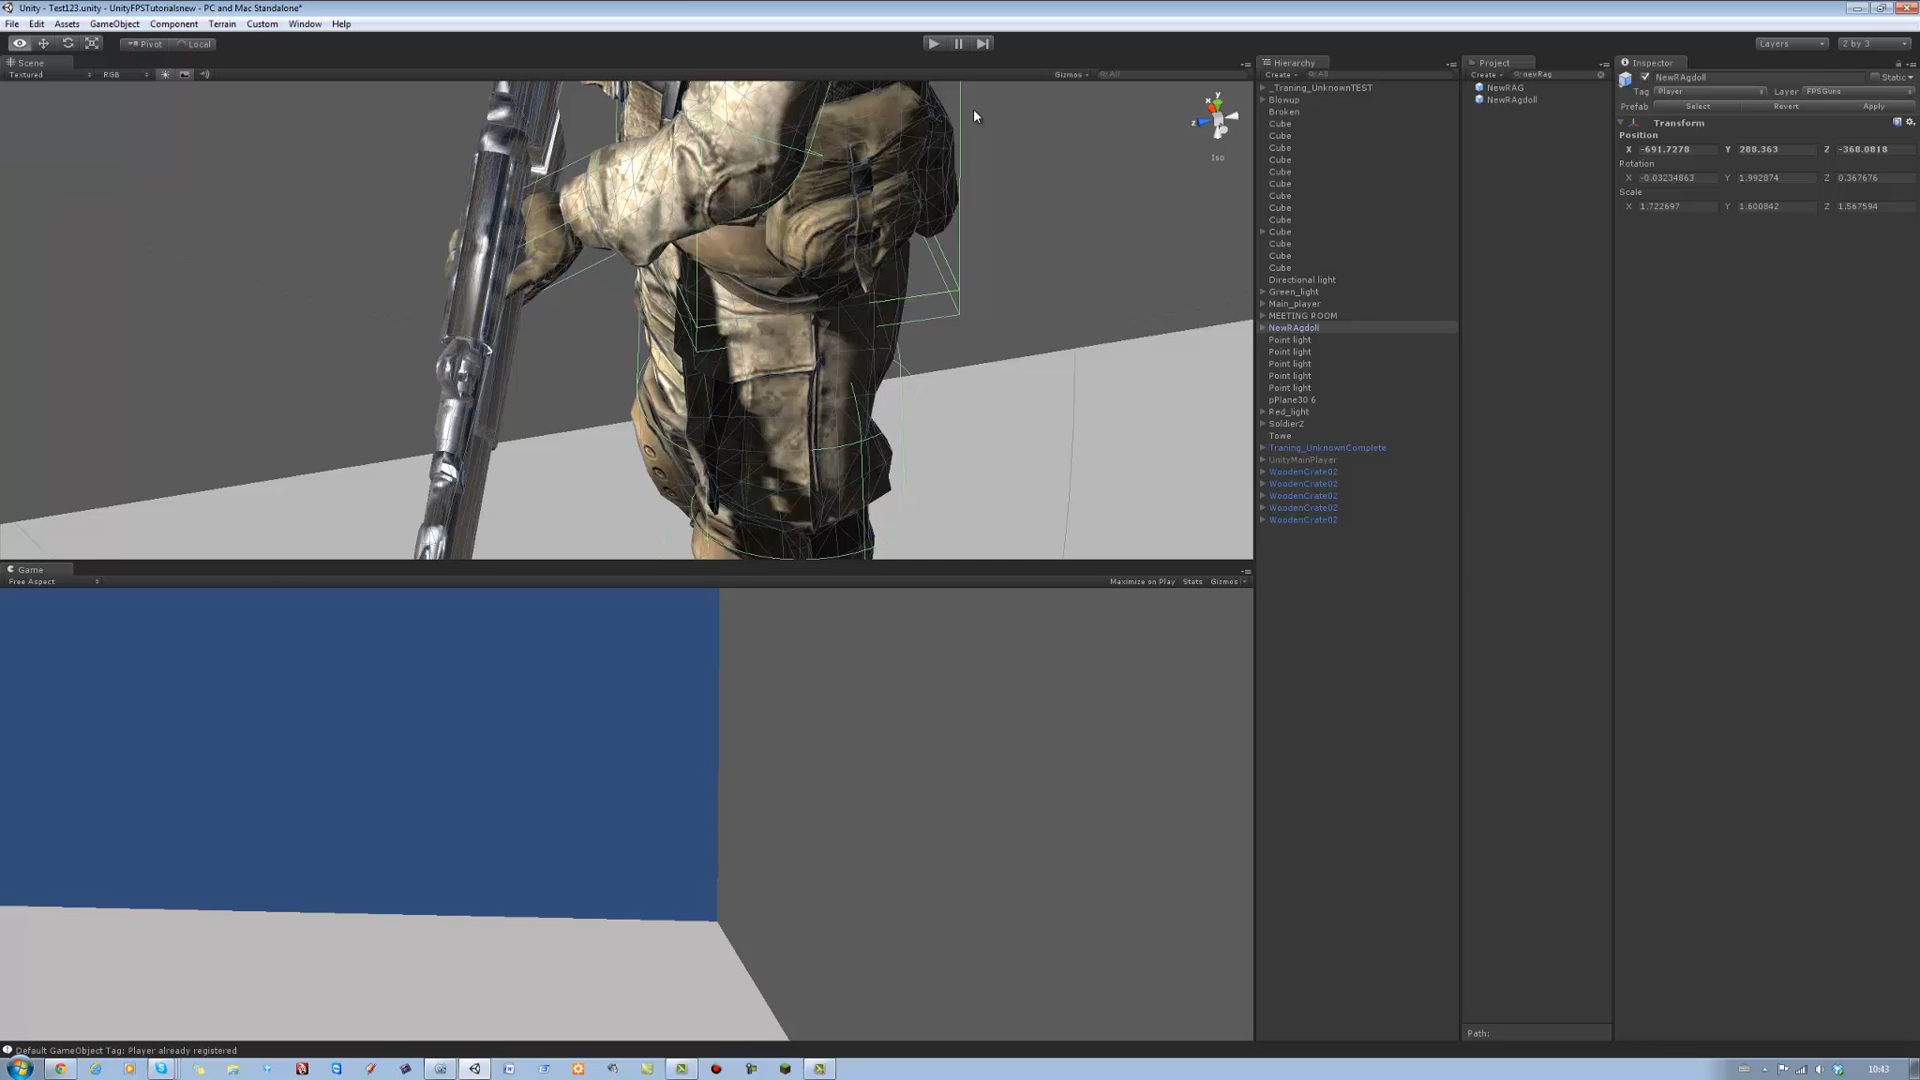 Unity - Test123.unity - UnityFPSTutorialsnew - PC and Mac Standalone*
File Edit Assets GameObject Component Terrain Custom Window Help
Pivot Local
Layers 2 by 3
Scene
Textured RGB Gizmos All
x y z
Iso
Game
Free Aspect Maximize on Play Stats Gizmos
Hierarchy
Create All
_Traning_UnknownTEST
Blowup
Broken
Cube
Cube
Cube
Cube
Cube
Cube
Cube
Cube
Cube
Cube
Cube
Cube
Cube
Directional light
Green_light
Main_player
MEETING ROOM
NewRAgdoll
Point light
Point light
Point light
Point light
Point light
pPlane30 6
Red_light
Soldier2
Towe
Traning_UnknownComplete
UnityMainPlayer
WoodenCrate02
WoodenCrate02
WoodenCrate02
WoodenCrate02
WoodenCrate02
Project
Create newRag
NewRAG
NewRAgdoll
Path:
Inspector
NewRAgdoll Static
Tag Player Layer FPSGuns
Prefab Select Revert Apply
Transform
Position
X -691.7278 Y 288.363 Z -368.0818
Rotation
X -0.03234863 Y 1.992874 Z 0.367676
Scale
X 1.722697 Y 1.600842 Z 1.567594
Default GameObject Tag: Player already registered
10:43